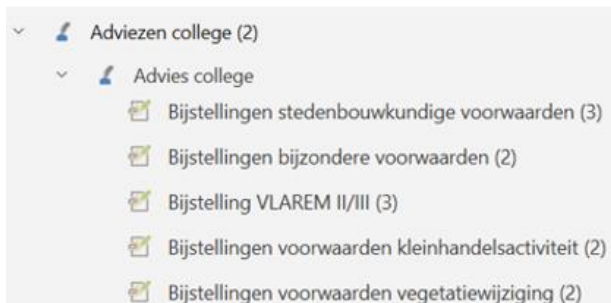 Adviezen college (2)
Advies college
Bijstellingen stedenbouwkundige voorwaarden (3)
Bijstellingen bijzondere voorwaarden (2)
Bijstelling VLAREM II/III (3)
Bijstellingen voorwaarden kleinhandelsactiviteit (2)
Bijstellingen voorwaarden vegetatiewijziging (2)